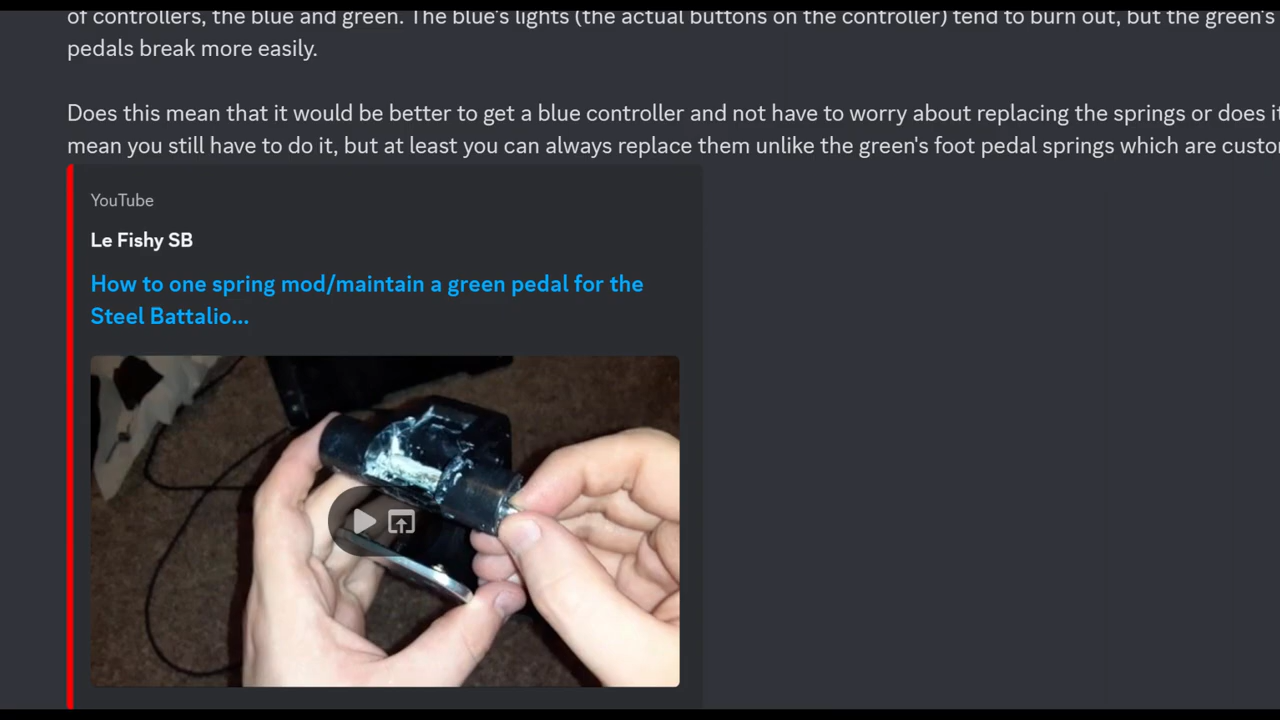 of controllers, the blue and green. The blue's lights (the actual buttons on the controller) tend to burn out, but the green's
pedals break more easily.
Does this mean that it would be better to get a blue controller and not have to worry about replacing the springs or does it
mean you still have to do it, but at least you can always replace them unlike the green's foot pedal springs which are
YouTube
Le Fishy SB
How to one spring mod/maintain a green pedal for the
Steel Battalio...